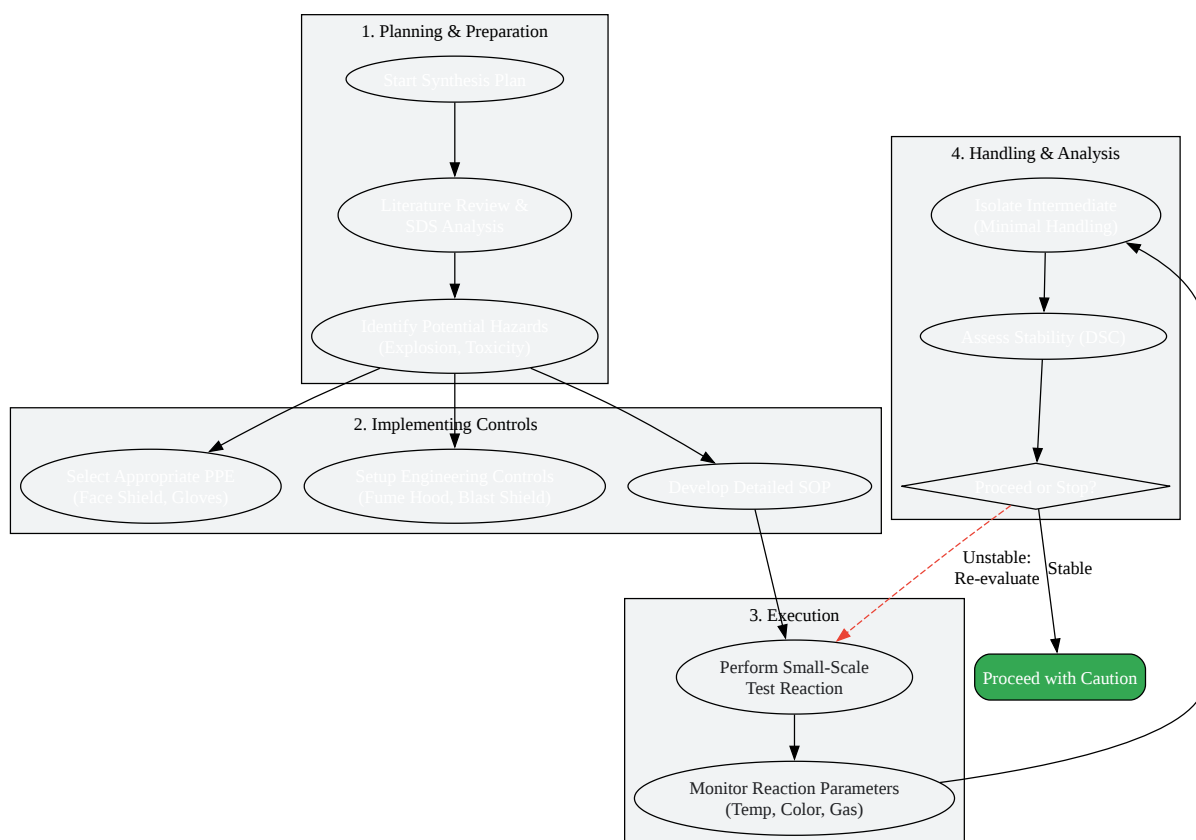 1. Planning & Preparation
Start Synthesis Plan
Literature Review &
SDS Analysis
Identify Potential Hazards
(Explosion, Toxicity)
2. Implementing Controls
Select Appropriate PPE
(Face Shield, Gloves)
Setup Engineering Controls
(Fume Hood, Blast Shield)
Develop Detailed SOP
3. Execution
Perform Small-Scale
Test Reaction
Monitor Reaction Parameters
(Temp, Color, Gas)
4. Handling & Analysis
Isolate Intermediate
(Minimal Handling)
Assess Stability (DSC)
Proceed or Stop?
Unstable:
Re-evaluate
Stable
Proceed with Caution